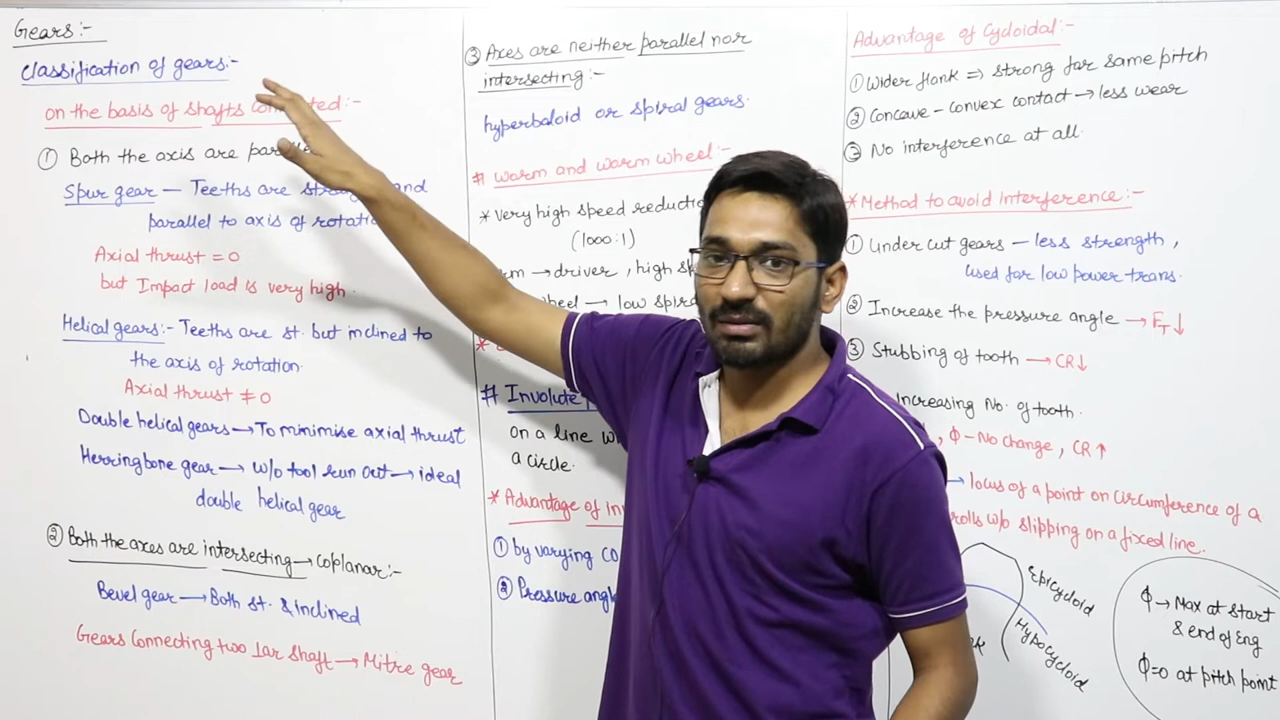 Gears:-
Classification of gears:-
on the basis of shafts connected:-
① Both the axis are parallel
Spur gear — Teeths are straight and
parallel to axis of rotation
Axial thrust = 0
but Impact load is very high.
Helical gears:- Teeths are st. but inclined to
the axis of rotation.
Axial thrust ≠ 0
Double helical gears → To minimise axial thrust
Herringbone gear → w/o tool run out → ideal
double helical gear
② Both the axes are intersecting → coplanar:-
Bevel gear → Both st. & Inclined
Gears Connecting two ⊥ar shaft → Mitre gear
③ Axes are neither parallel nor
intersecting:-
hyperbaloid or spiral gears.
# Warm and warm wheel:-
* Very high speed reductio
(1000:1)
rm → driver, high sp
heel → low spira
*
# Involute
on a line w
a circle.
* Advantage of inv
① by varying co
② Pressure angle
Advantage of Cycloidal:-
① Wider flank ⇒ strong for same pitch
② Concave - convex contact → less wear
③ No interference at all.
* Method to avoid Interference:-
① Under cut gears — less strength,
used for low power trans.
② Increase the pressure angle → F_T ↓
③ Stubbing of tooth → CR↓
Increasing No. of tooth.
, Φ - No change, CR ↑
→ locus of a point on circumference of a
rolls w/o slipping on a fixed line.
Epicycloid
Hypocycloid
Φ → Max at start
& end of Eng
Φ=0 at pitch point